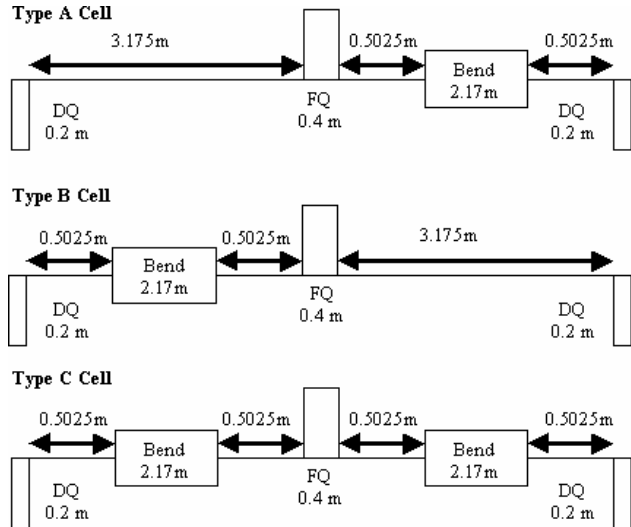 Type A Cell
3.175m 0.5025m 0.5025m
Bend
2.17m
DQ FQ DQ
0.2 m 0.4 m 0.2 m
Type B Cell
0.5025m 0.5025m 3.175m
Bend
2.17m
DQ FQ DQ
0.2 m 0.4 m 0.2 m
Type C Cell
0.5025m 0.5025m 0.5025m 0.5025m
Bend Bend
2.17m 2.17m
DQ FQ DQ
0.2 m 0.4 m 0.2 m